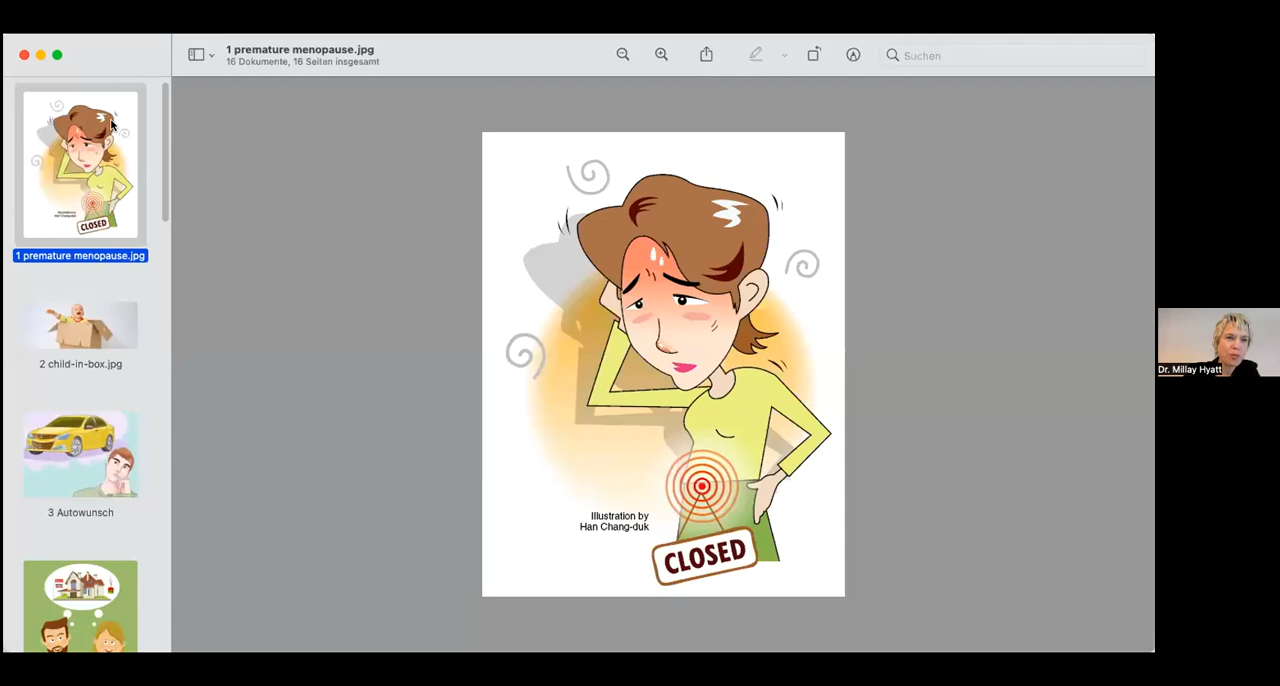 1 premature menopause.jpg
16 Dokumente, 16 Seiten insgesamt
Suchen
CLOSED
1 premature menopause.jpg
2 child-in-box.jpg
3 Autowunsch
Illustration by
Han Chang-duk
CLOSED
Dr. Millay Hyatt